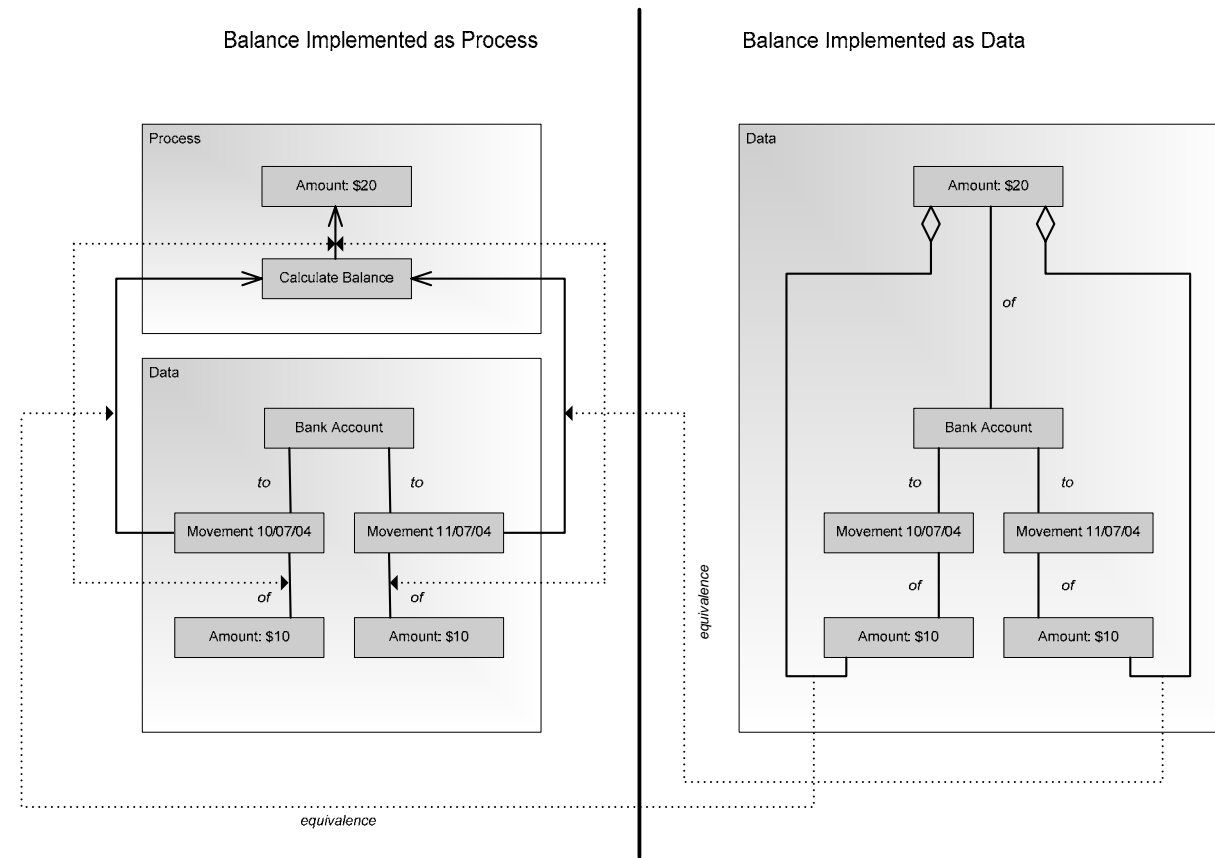 Balance Implemented as Process
Process
Amount: $20
Calculate Balance
Data
Bank Account
to
to
Movement 10/07/04
Movement 11/07/04
of
of
Amount: $10
Amount: $10
equivalence
Balance Implemented as Data
Data
Amount: $20
of
Bank Account
to
to
Movement 10/07/04
Movement 11/07/04
of
of
Amount: $10
Amount: $10
equivalence